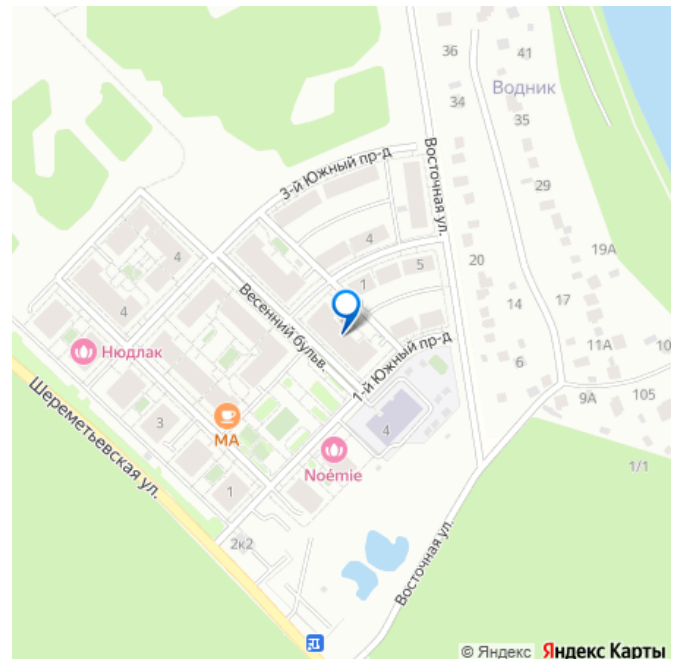 36
41
Водник
34
35
3-й Южный пр-д
Восточная ул.
29
4
4
19А
20
1
5
4
Весенний бульв.
14
17
Нюдлак
11А
10
1-й Южный пр-д
6
Шереметьевская ул.
9А
105
МА
3
4
Noémie
1/1
1
2к2
Восточная ул.
© Яндекс Яндекс Карты